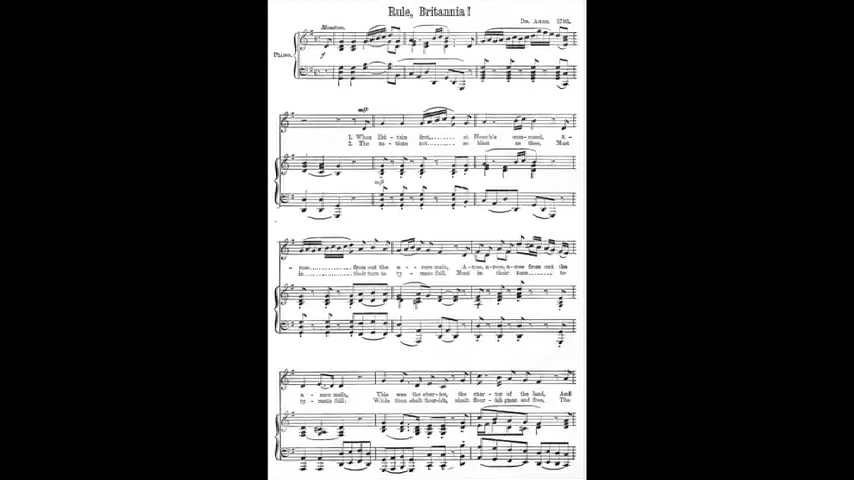 Rule, Britannia!
Maestoso.
DR. ARNE. 1740.
PIANO.
f
mf
1. When Bri - tain first,........ at Heav'n's com - mand, A -
2. The na - tions not........ so blest as thee, Must
mf
- rose................ from out the a - zure main, A - rose, a - rose, a - rose from out the
in................ their turn to ty - rants fall, Must in their turn........ to
a - zure main, This was the char - ter, the char - ter of the land, And
ty - rants fall; While thou shalt flour - ish, shalt flour - ish great and free, The